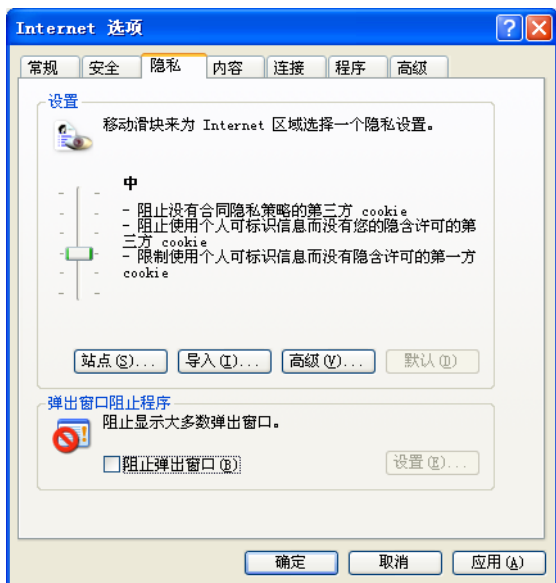 Internet 选项
常规 安全 隐私 内容 连接 程序 高级
设置
移动滑块来为 Internet 区域选择一个隐私设置。
中
- 阻止没有合同隐私策略的第三方 cookie
- 阻止使用个人可标识信息而没有您的隐含许可的第
三方 cookie
- 限制使用个人可标识信息而没有隐含许可的第一方
cookie
站点(S)... 导入(I)... 高级(V)... 默认(D)
弹出窗口阻止程序
阻止显示大多数弹出窗口。
阻止弹出窗口(B) 设置(E)...
确定 取消 应用(A)